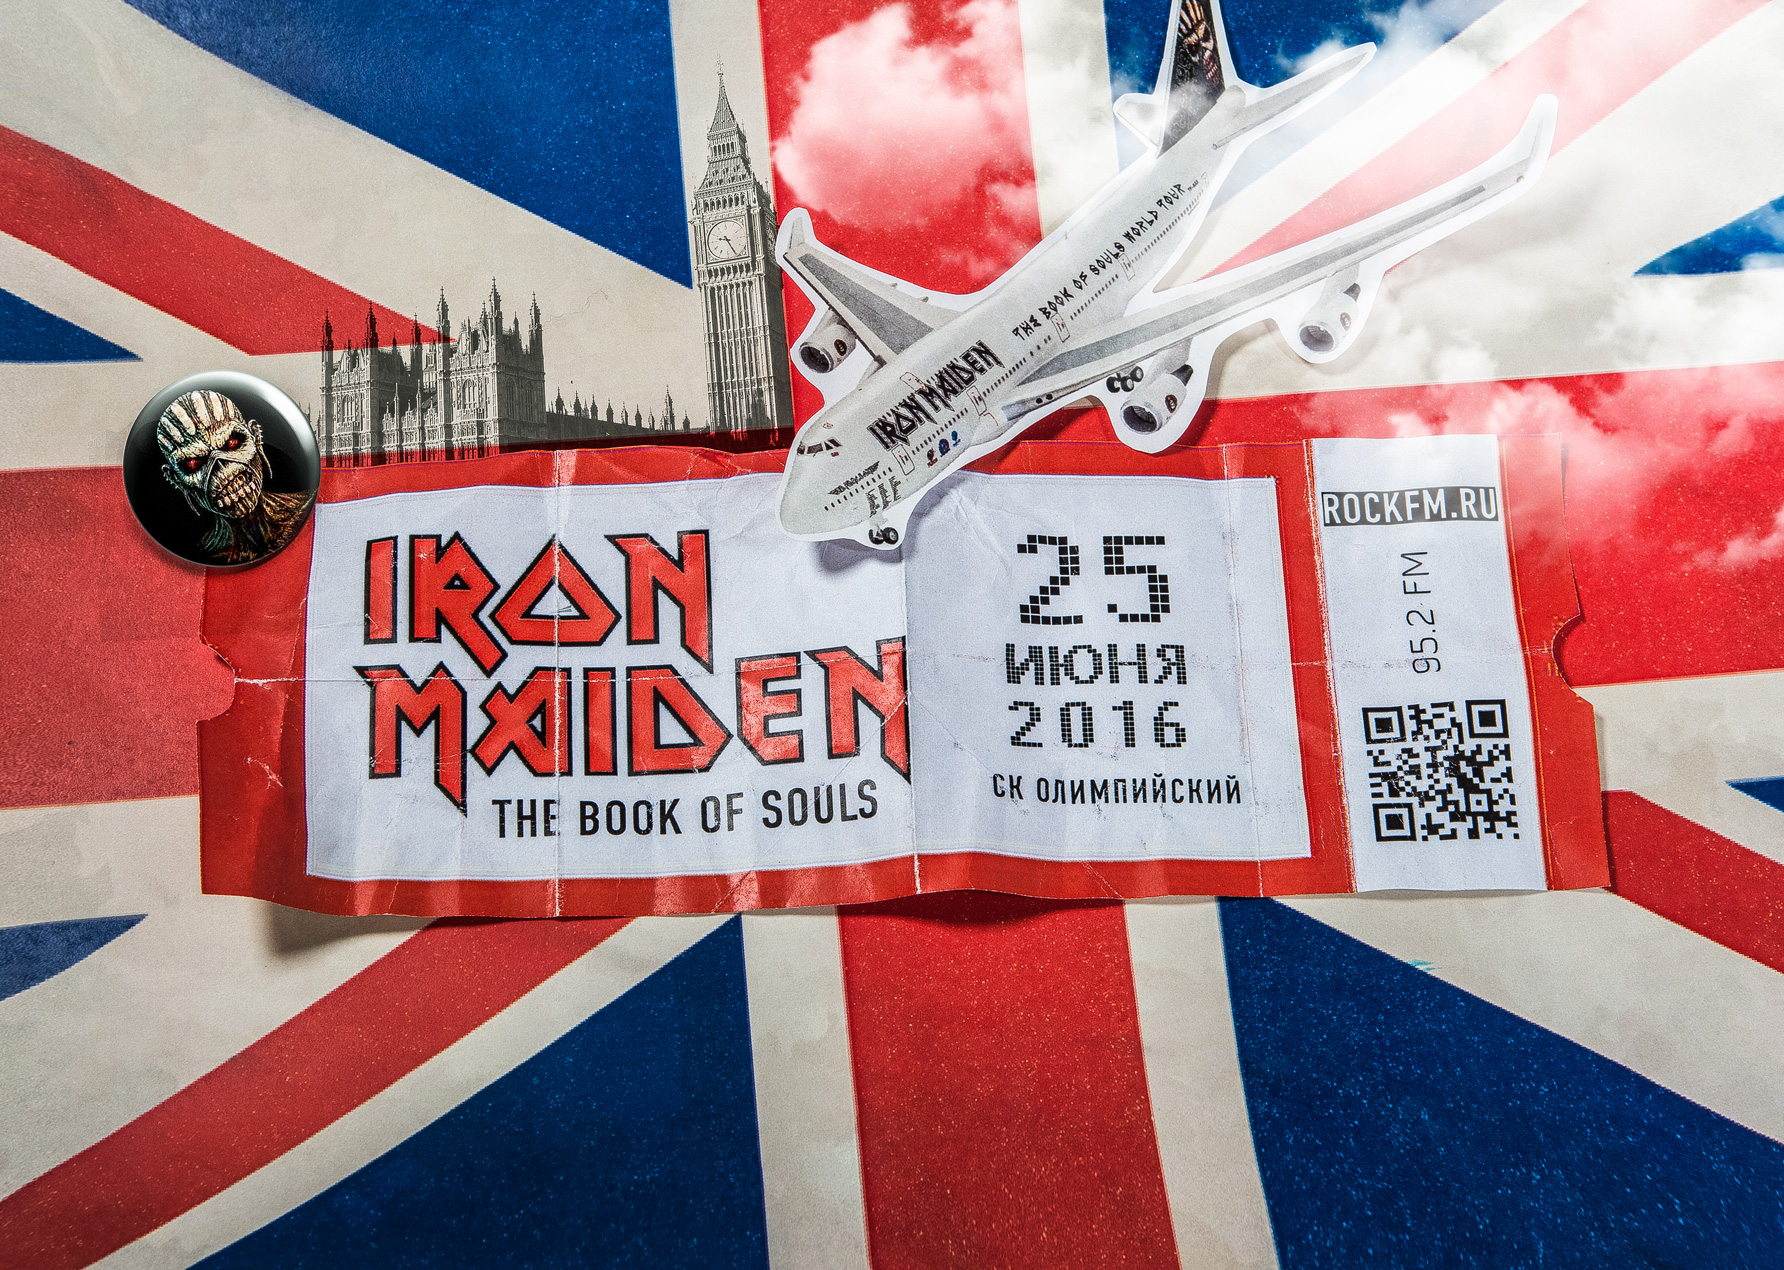 THE BOOK OF SOULS WORLD TOUR
IRON MAIDEN
IRON
MAIDEN
THE BOOK OF SOULS
25
ИЮНЯ
2016
СК ОЛИМПИЙСКИЙ
ROCKFM.RU
95.2 FM